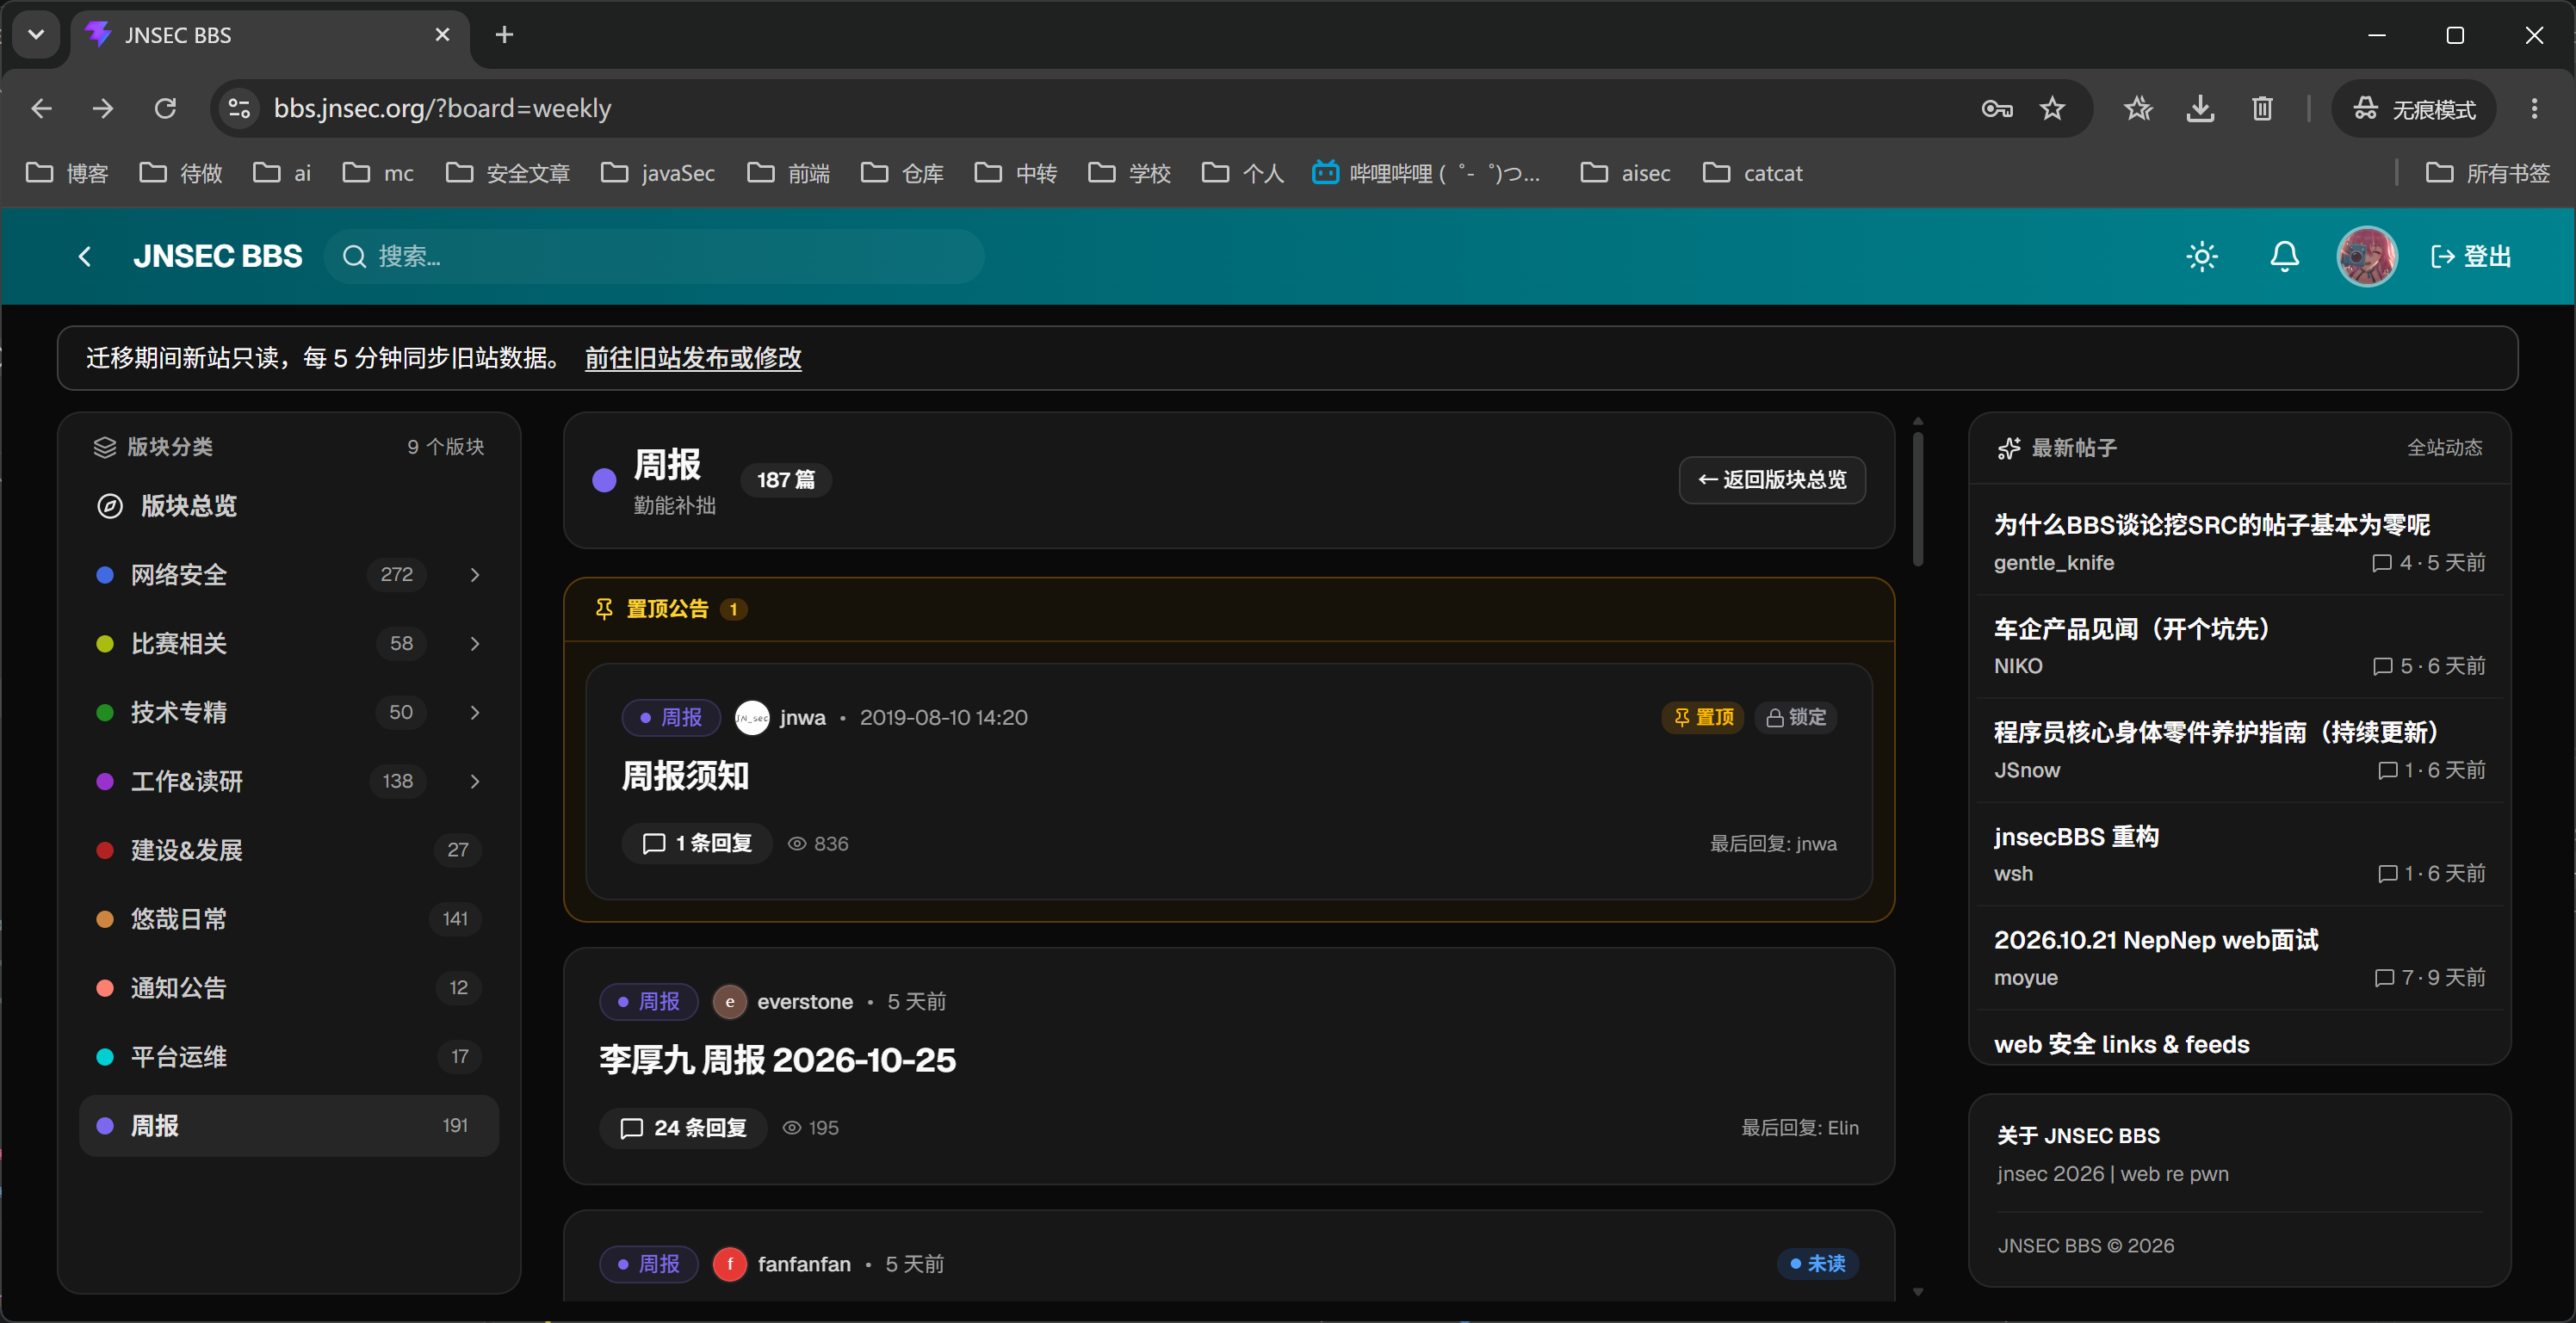 JNSEC BBS
bbs.jnsec.org/?board=weekly
无痕模式
博客 待做 ai mc 安全文章 javaSec 前端 仓库 中转 学校 个人 哔哩哔哩 ( ゜- ゜)つ... aisec catcat 所有书签
JNSEC BBS 搜索... 登出
迁移期间新站只读，每 5 分钟同步旧站数据。 前往旧站发布或修改
版块分类 9 个版块
版块总览
网络安全 272
比赛相关 58
技术专精 50
工作&读研 138
建设&发展 27
悠哉日常 141
通知公告 12
平台运维 17
周报 191
周报 187 篇
勤能补拙
← 返回版块总览
置顶公告 1
周报 JN_sec jnwa • 2019-08-10 14:20 置顶 锁定
周报须知
1 条回复 836 最后回复: jnwa
周报 e everstone • 5 天前
李厚九 周报 2026-10-25
24 条回复 195 最后回复: Elin
周报 f fanfanfan • 5 天前 未读
最新帖子 全站动态
为什么BBS谈论挖SRC的帖子基本为零呢
gentle_knife 4 · 5 天前
车企产品见闻（开个坑先）
NIKO 5 · 6 天前
程序员核心身体零件养护指南（持续更新）
JSnow 1 · 6 天前
jnsecBBS 重构
wsh 1 · 6 天前
2026.10.21 NepNep web面试
moyue 7 · 9 天前
web 安全 links & feeds
关于 JNSEC BBS
jnsec 2026 | web re pwn
JNSEC BBS © 2026